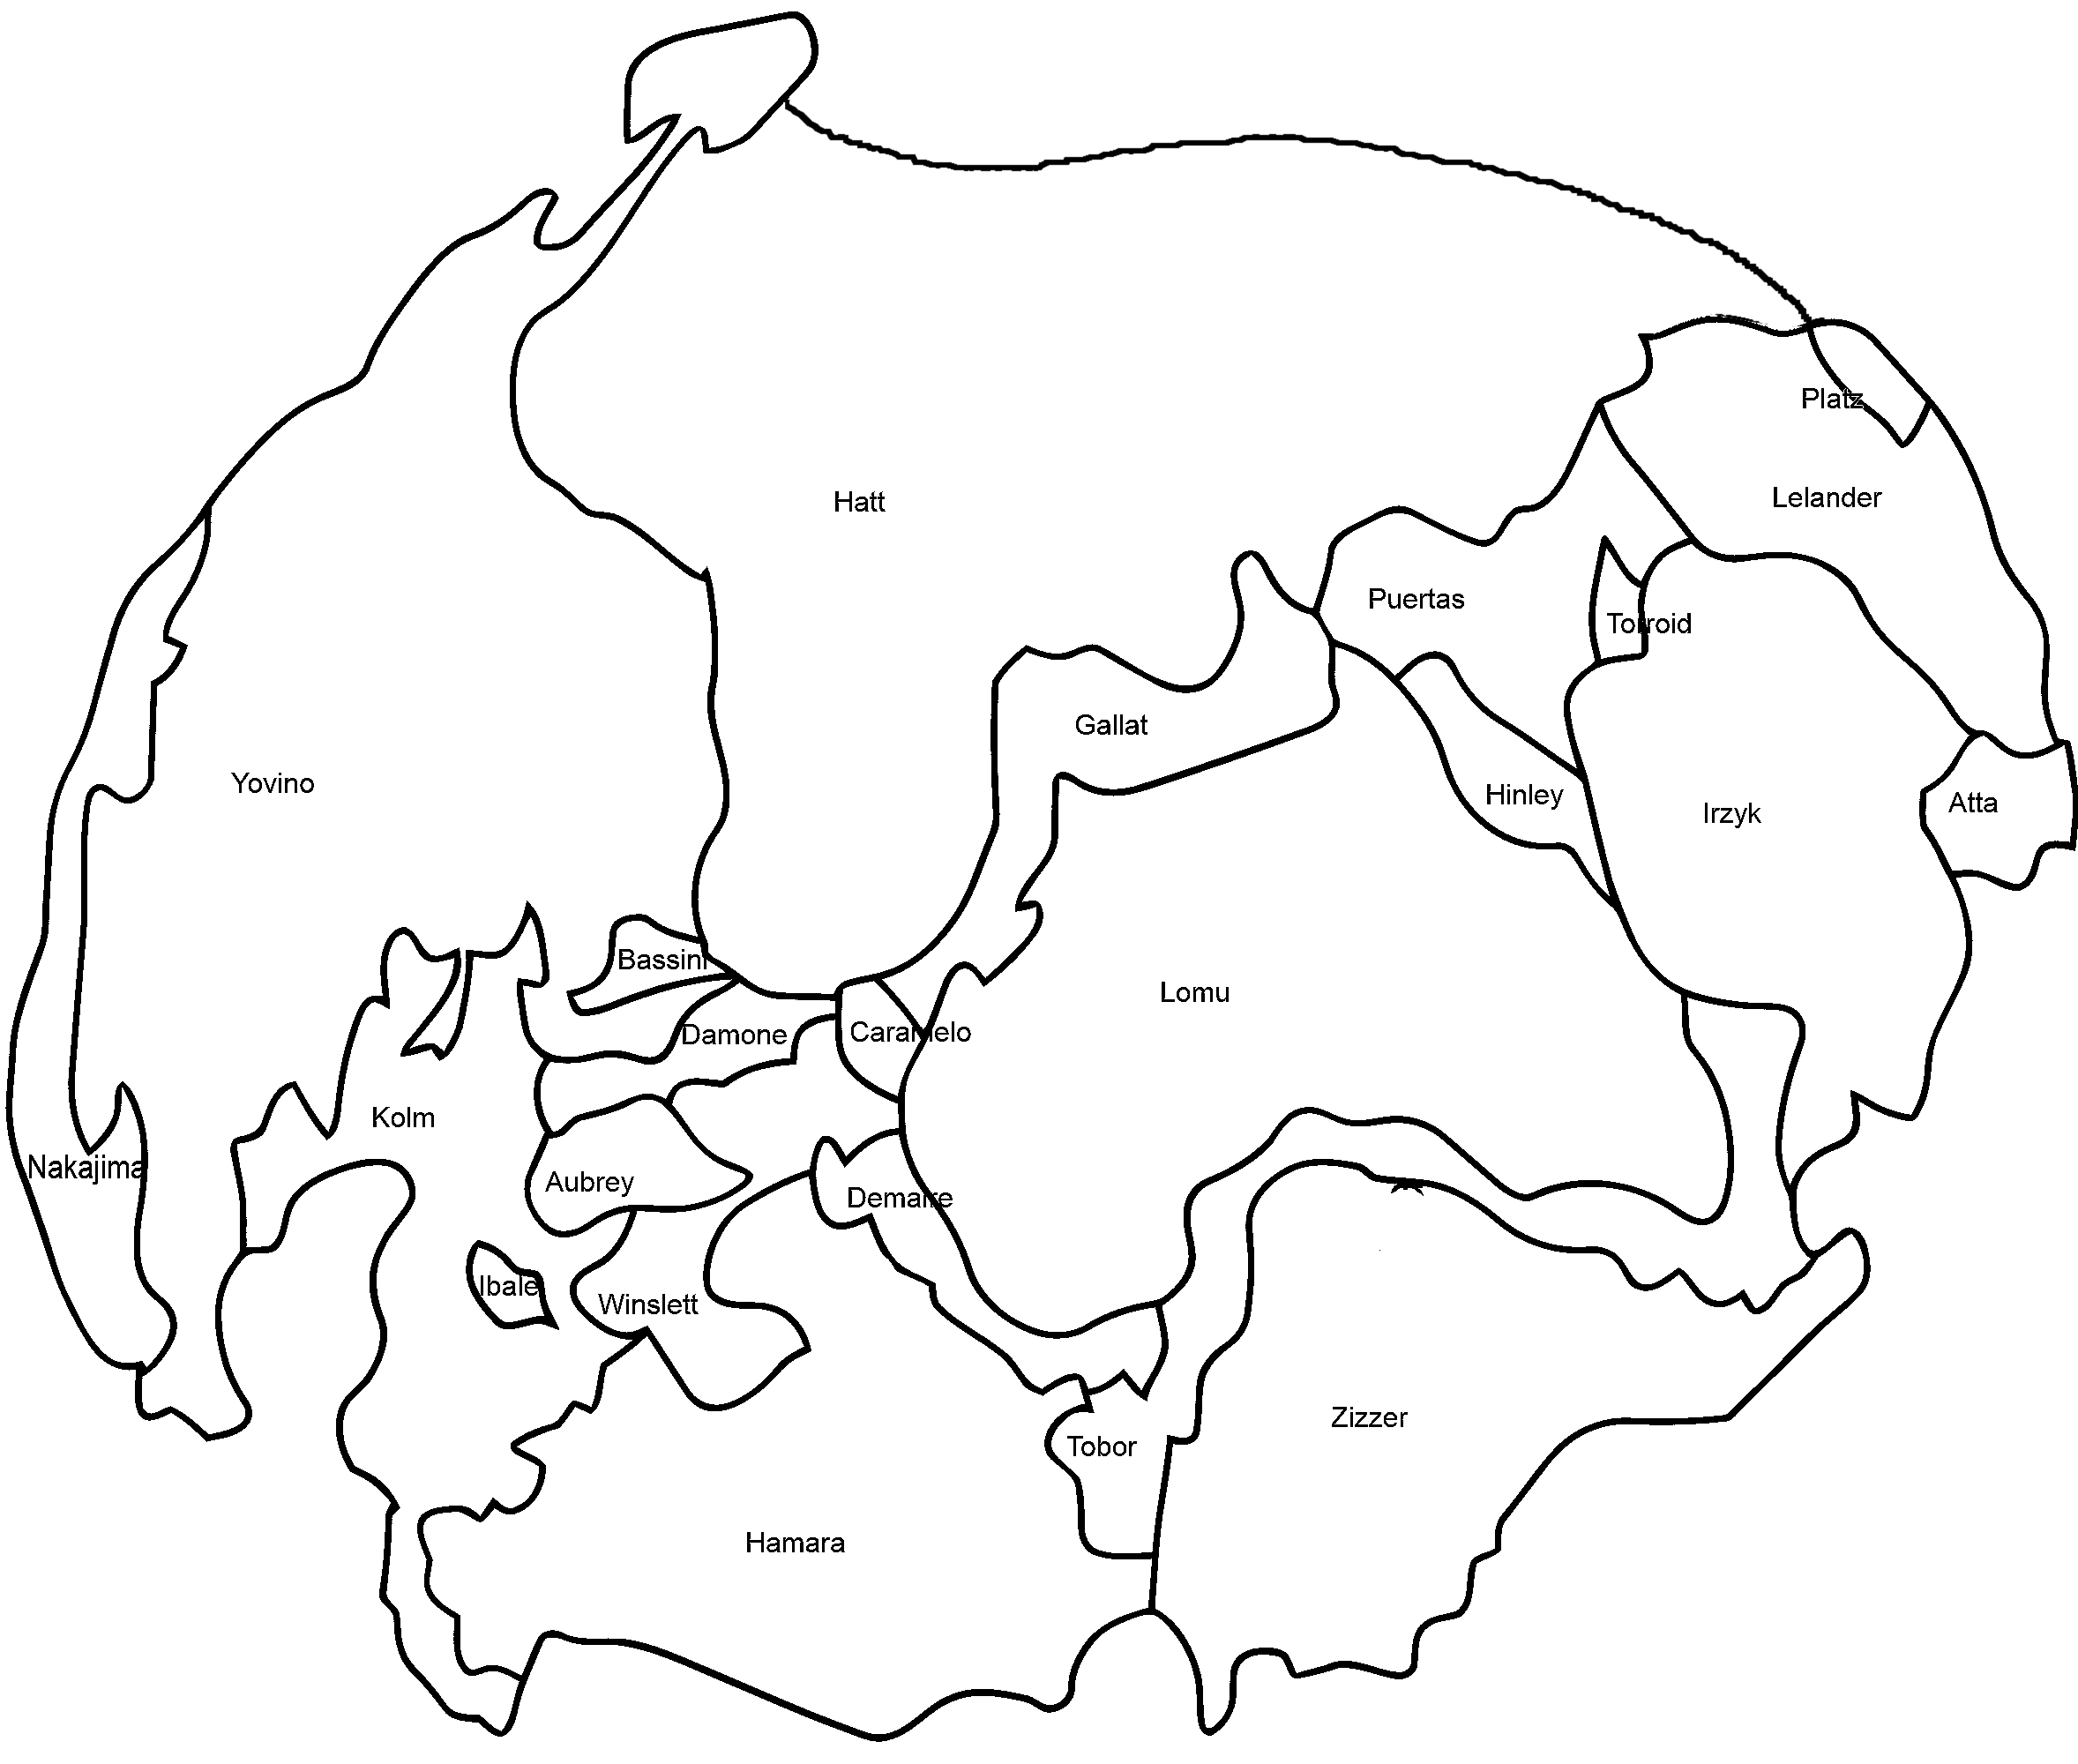 Platz
Lelander
Hatt
Puertas
Torroid
Gallat
Yovino
Hinley
Atta
Irzyk
Bassini
Lomu
Damone
Caramelo
Kolm
Nakajima
Aubrey
Demaire
Ibale
Winslett
Zizzer
Tobor
Hamara